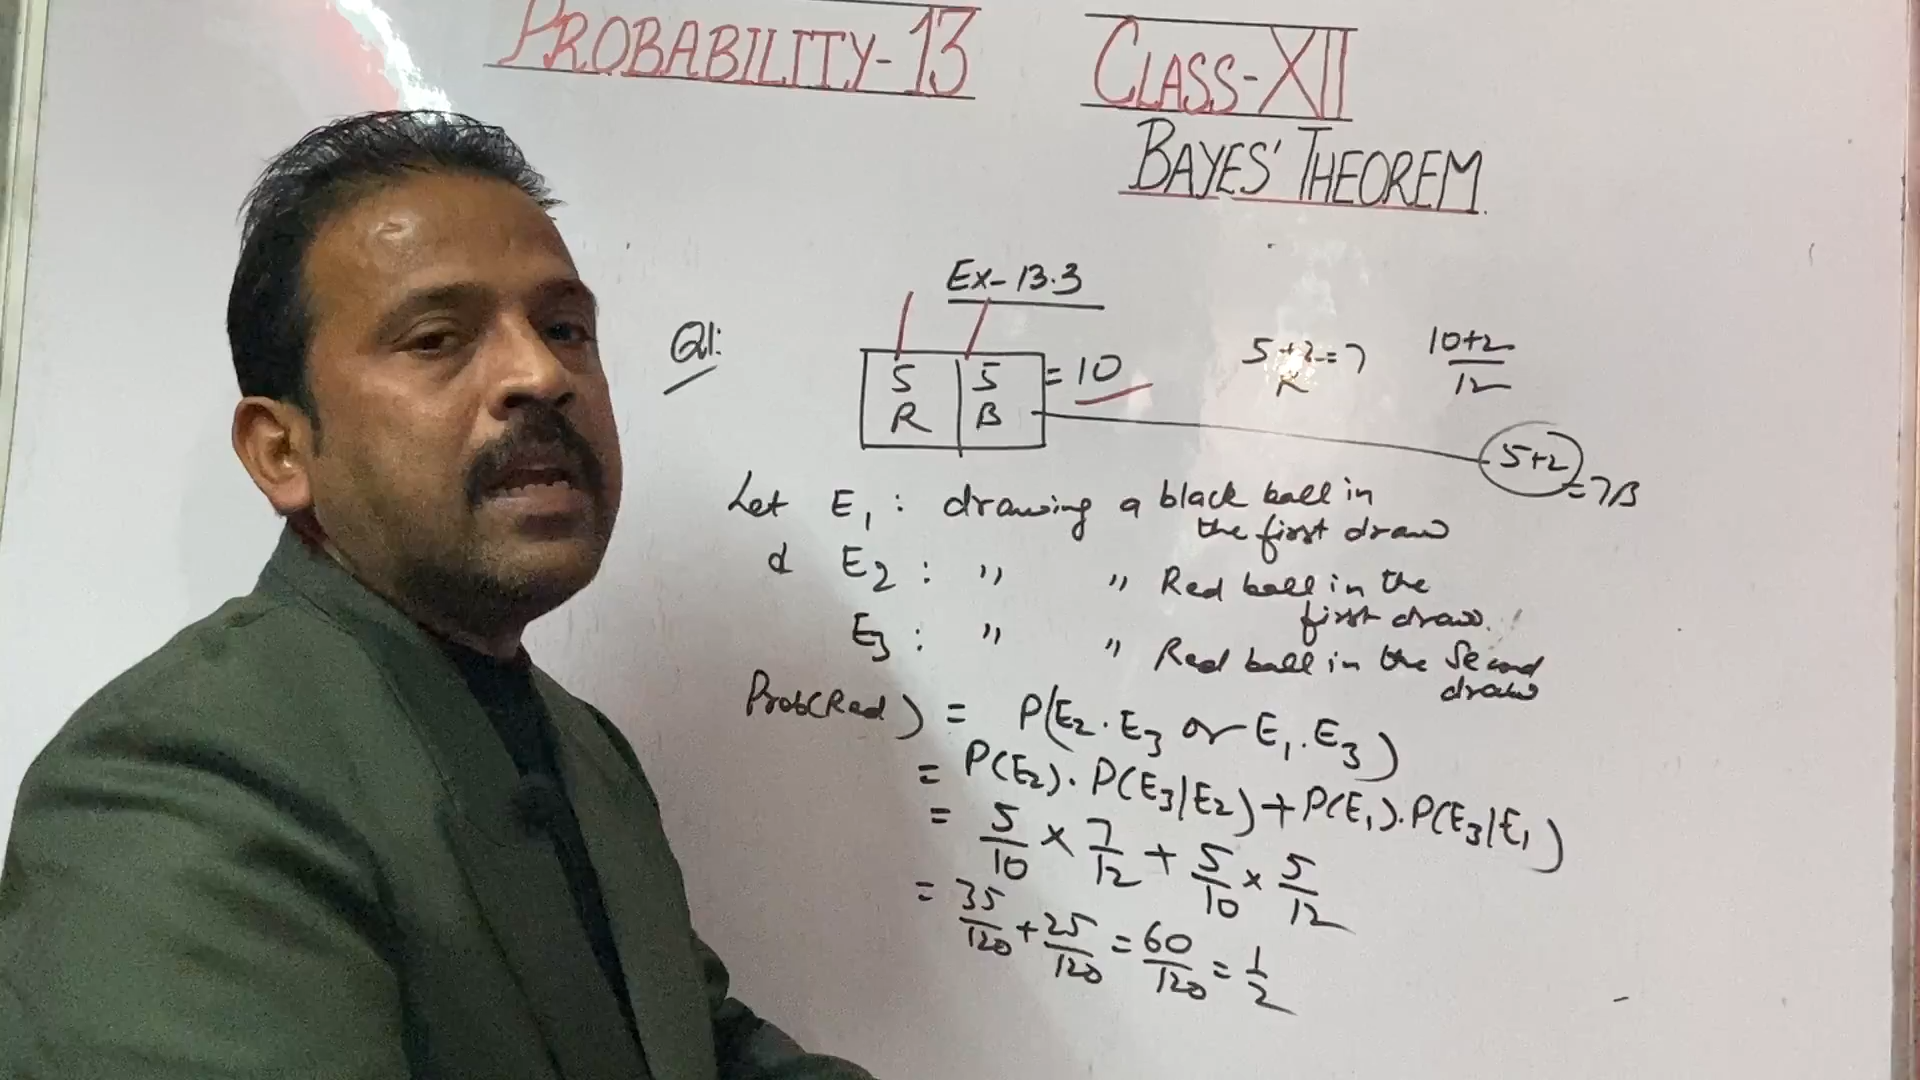 PROBABILITY-13
CLASS-XII
BAYES' THEOREM.
Ex-13.3
Q1:
5 | 5 = 10
R | B
5+2=7
R
10+2
12
5+2
=7B
Let E1 : drawing a black ball in
the first draw
& E2 : " " Red ball in the
first draw.
E3 : " " Red ball in the Second
draw
Prob(Red) = P(E2 . E3 or E1 . E3)
= P(E2). P(E3|E2) + P(E1). P(E3|E1)
= 5/10 × 7/12 + 5/10 × 5/12
= 35/120 + 25/120 = 60/120 = 1/2